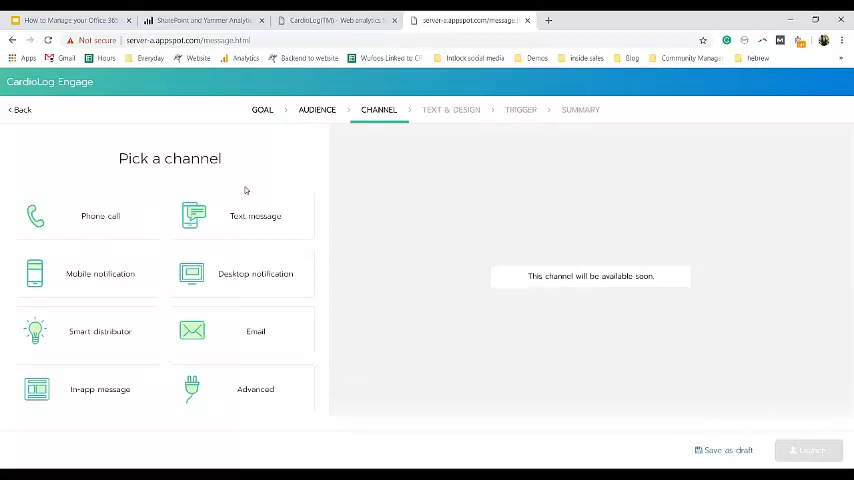 How to Manage your Office 365
SharePoint and Yammer Analytic
CardioLog(TM) - Web analytics
server-a.appspot.com/message.h
Not secure
server-a.appspot.com/message.html
Apps
Gmail
Hours
Everyday
Website
Analytics
Backend to website
Wufoos Linked to CR
Intlock social media
Demos
inside sales
Blog
Community Manage
hebrew
CardioLog Engage
Back
GOAL
AUDIENCE
CHANNEL
TEXT & DESIGN
TRIGGER
SUMMARY
Pick a channel
Phone call
Text message
Mobile notification
Desktop notification
Smart distributor
Email
In-app message
Advanced
This channel will be available soon.
Save as draft
Launch